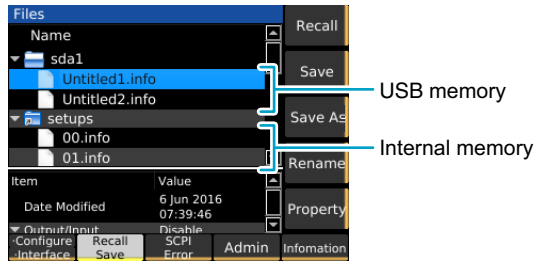 Files
Name
sda1
Untitled1.info
Untitled2.info
setups
00.info
01.info
Item Value
Date Modified 6 Jun 2016
07:39:46
Output/Input Disable
Recall
Save
Save As
Rename
Property
·Configure
·Interface
Recall
Save
SCPI
Error
Admin
Infomation
USB memory
Internal memory